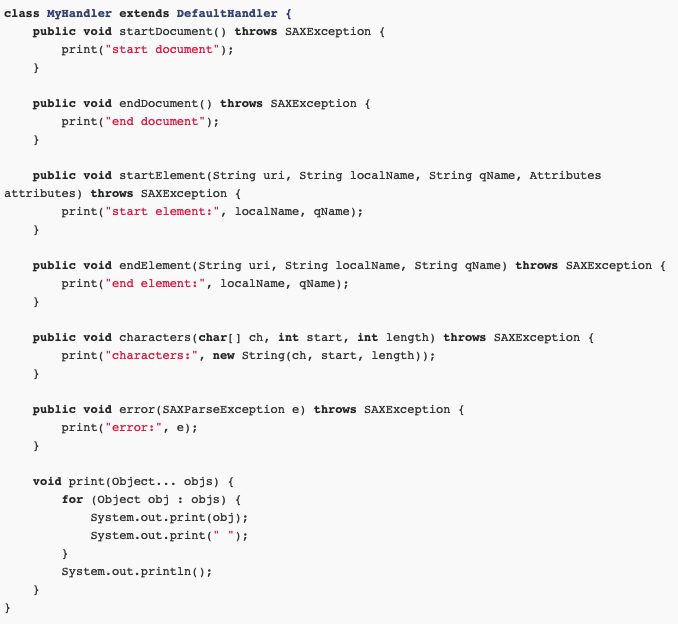 class MyHandler extends DefaultHandler {
    public void startDocument() throws SAXException {
        print("start document");
    }

    public void endDocument() throws SAXException {
        print("end document");
    }

    public void startElement(String uri, String localName, String qName, Attributes
attributes) throws SAXException {
        print("start element:", localName, qName);
    }

    public void endElement(String uri, String localName, String qName) throws SAXException {
        print("end element:", localName, qName);
    }

    public void characters(char[] ch, int start, int length) throws SAXException {
        print("characters:", new String(ch, start, length));
    }

    public void error(SAXParseException e) throws SAXException {
        print("error:", e);
    }

    void print(Object... objs) {
        for (Object obj : objs) {
            System.out.print(obj);
            System.out.print(" ");
        }
        System.out.println();
    }
}